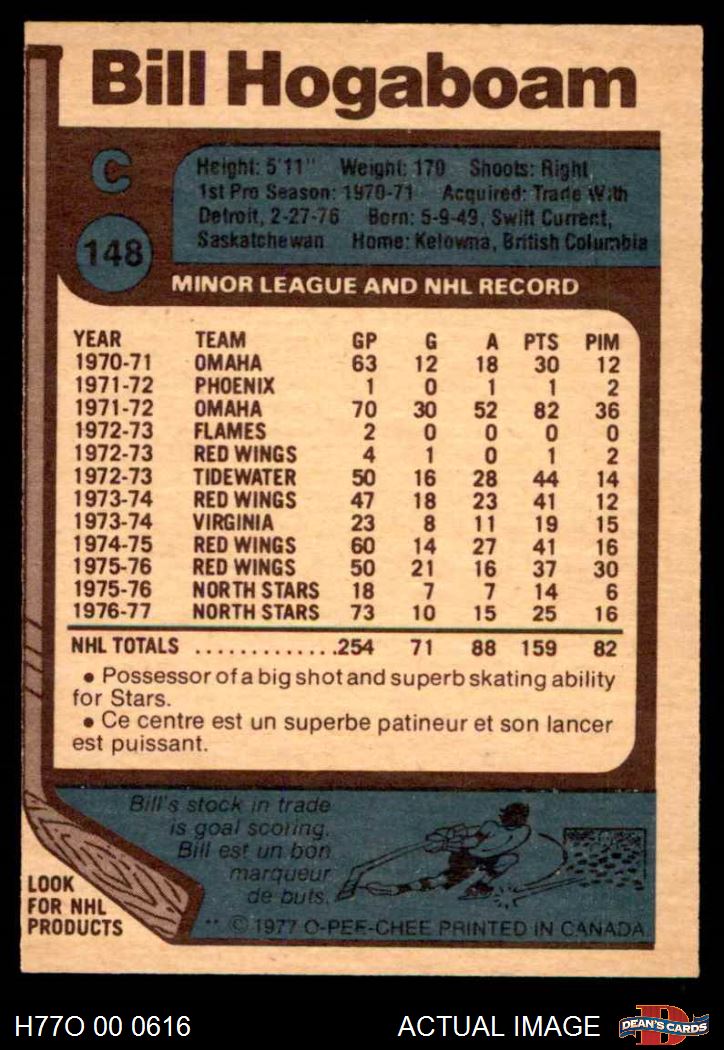 Bill Hogaboam
C
148
Height: 5'11" Weight: 170 Shoots: Right
1st Pro Season: 1970-71 Acquired: Trade With
Detroit, 2-27-76 Born: 5-9-49, Swift Current,
Saskatchewan Home: Kelowna, British Columbia
MINOR LEAGUE AND NHL RECORD
YEAR TEAM GP G A PTS PIM
1970-71 OMAHA 63 12 18 30 12
1971-72 PHOENIX 1 0 1 1 2
1971-72 OMAHA 70 30 52 82 36
1972-73 FLAMES 2 0 0 0 0
1972-73 RED WINGS 4 1 0 1 2
1972-73 TIDEWATER 50 16 28 44 14
1973-74 RED WINGS 47 18 23 41 12
1973-74 VIRGINIA 23 8 11 19 15
1974-75 RED WINGS 60 14 27 41 16
1975-76 RED WINGS 50 21 16 37 30
1975-76 NORTH STARS 18 7 7 14 6
1976-77 NORTH STARS 73 10 15 25 16
NHL TOTALS .............254 71 88 159 82
• Possessor of a big shot and superb skating ability
for Stars.
• Ce centre est un superbe patineur et son lancer
est puissant.
Bill's stock in trade
is goal scoring.
Bill est un bon
marqueur
de buts.
LOOK
FOR NHL
PRODUCTS
** © 1977 O-PEE-CHEE PRINTED IN CANADA
H77O 00 0616
ACTUAL IMAGE
D
DEAN'S CARDS